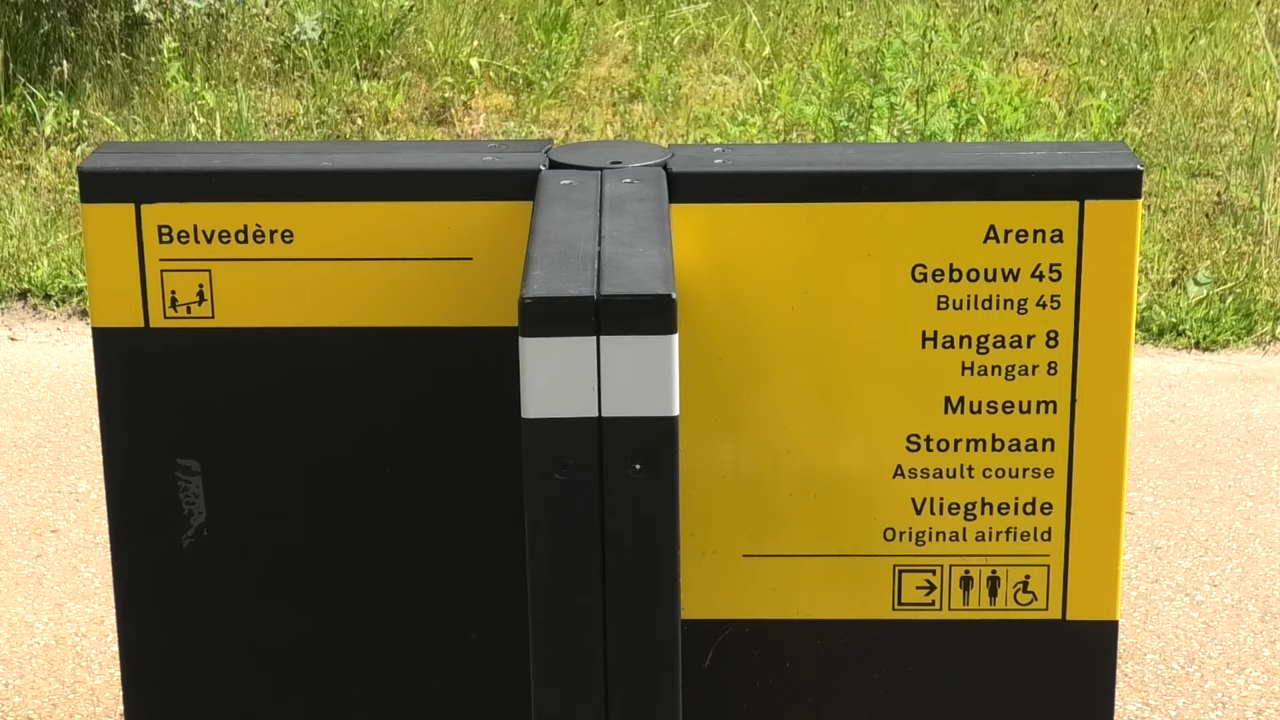 Belvedère
Arena
Gebouw 45
Building 45
Hangaar 8
Hangar 8
Museum
Stormbaan
Assault course
Vliegheide
Original airfield